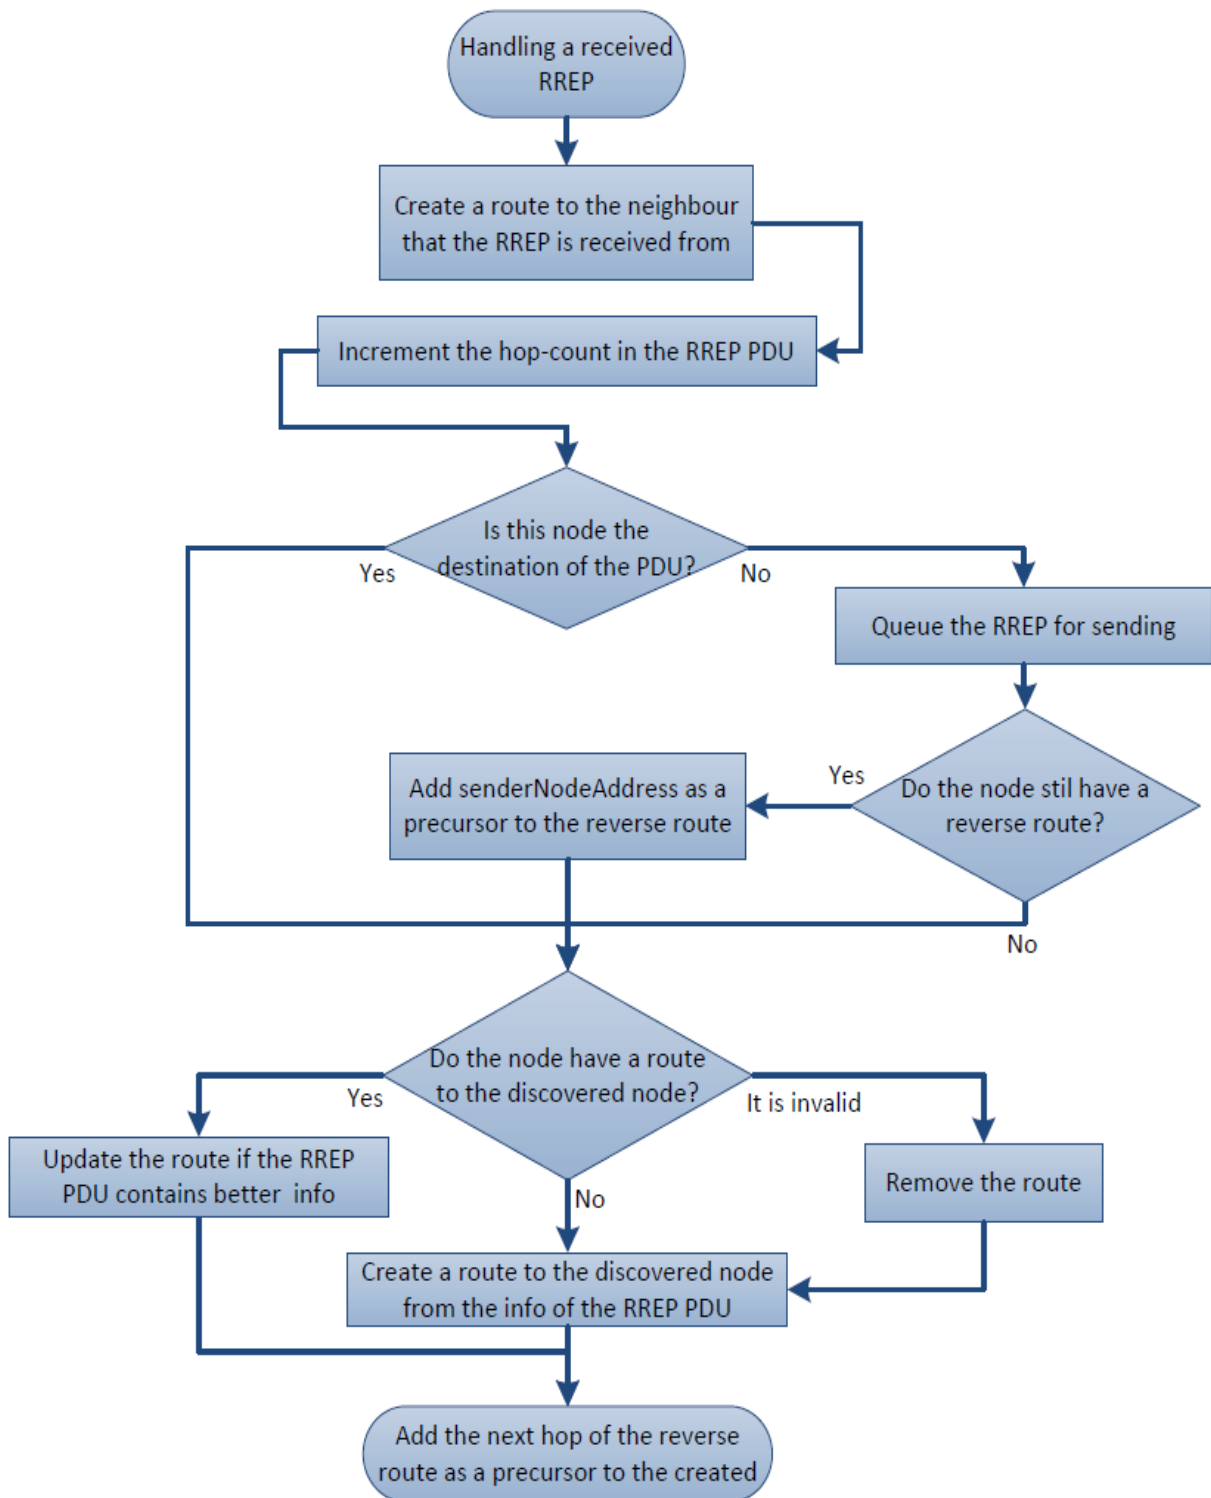 Handling a received
RREP
Create a route to the neighbour
that the RREP is received from
Increment the hop-count in the RREP PDU
Is this node the
destination of the PDU?
Yes
No
Queue the RREP for sending
Do the node stil have a
reverse route?
Yes
Add senderNodeAddress as a
precursor to the reverse route
No
Do the node have a route
to the discovered node?
Yes
It is invalid
Update the route if the RREP
PDU contains better info
No
Remove the route
Create a route to the discovered node
from the info of the RREP PDU
Add the next hop of the reverse
route as a precursor to the created